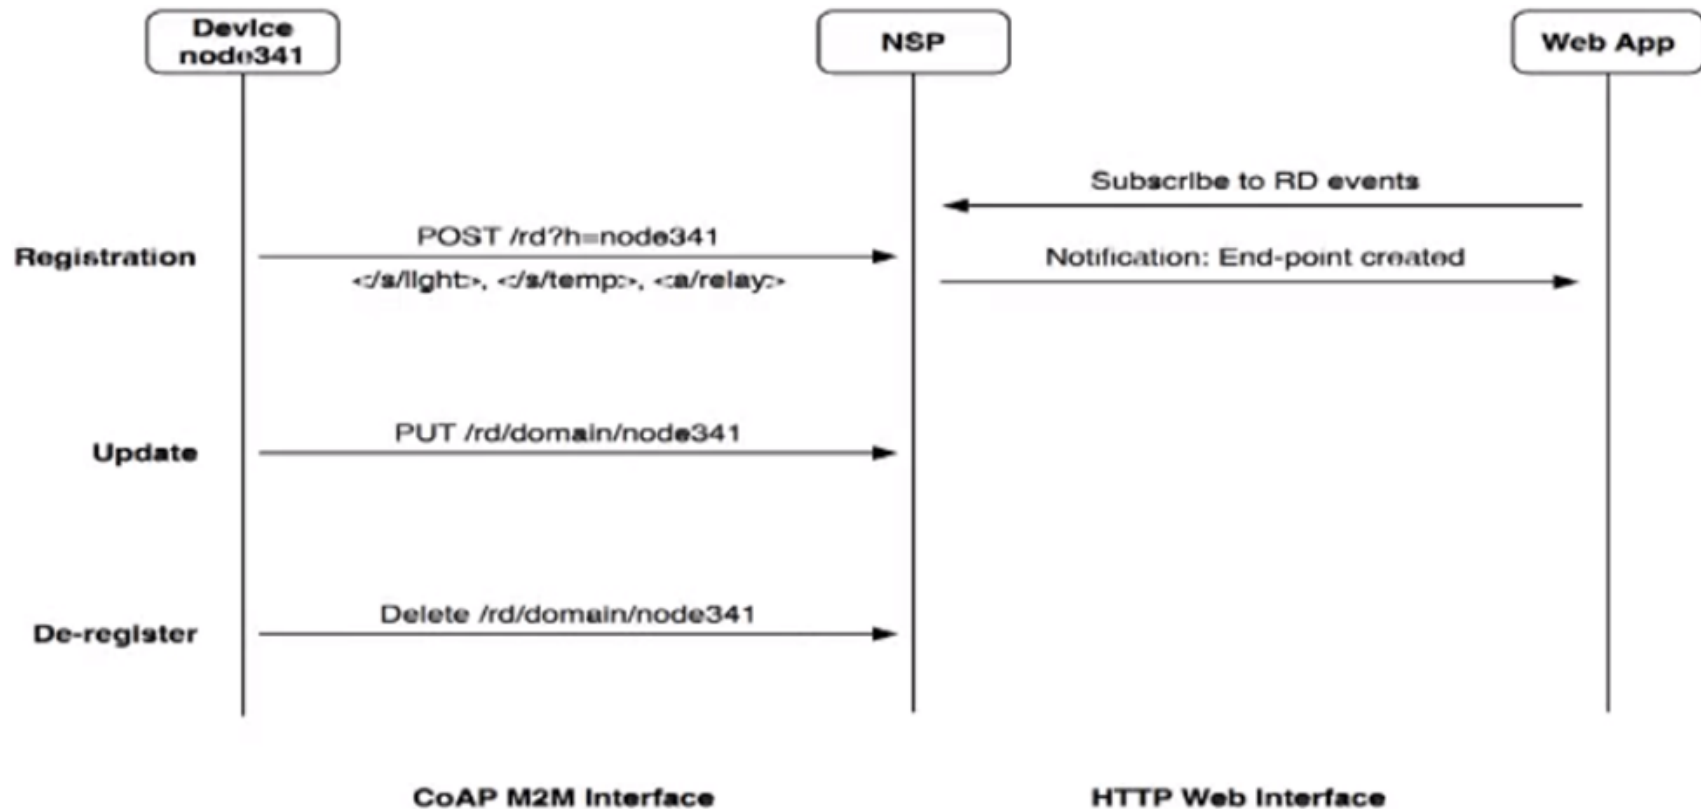 Device
node341
NSP
Web App
Subscribe to RD events
POST /rd?h=node341
Registration
Notification: End-point created
</s/light>, </s/temp>, <a/relay>
PUT /rd/domain/node341
Update
Delete /rd/domain/node341
De-register
CoAP M2M Interface
HTTP Web Interface